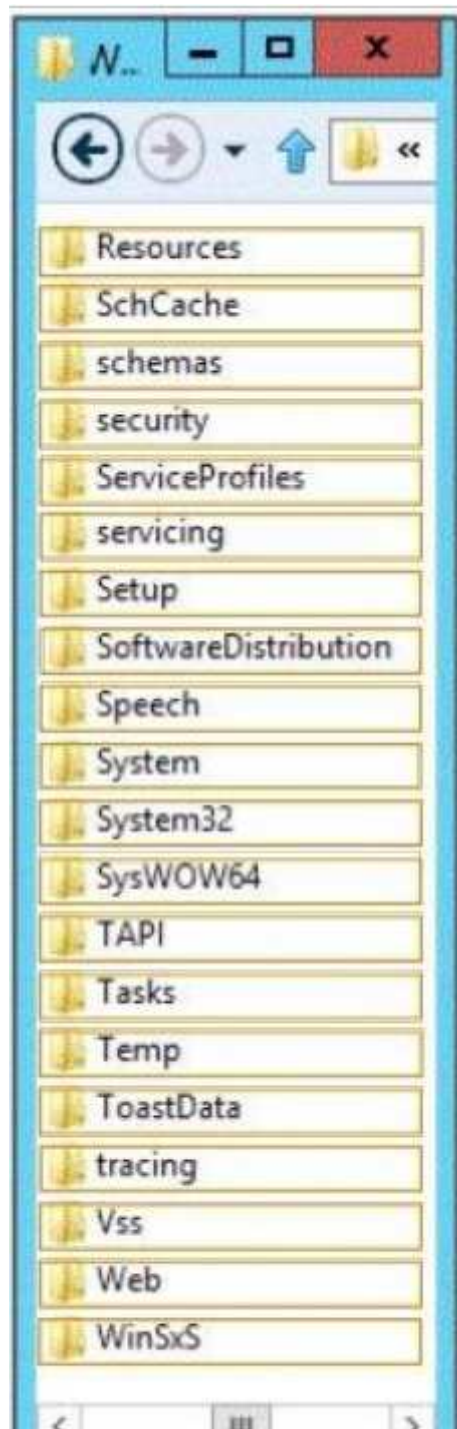 N...
«
Resources
SchCache
schemas
security
ServiceProfiles
servicing
Setup
SoftwareDistribution
Speech
System
System32
SysWOW64
TAPI
Tasks
Temp
ToastData
tracing
Vss
Web
WinSxS